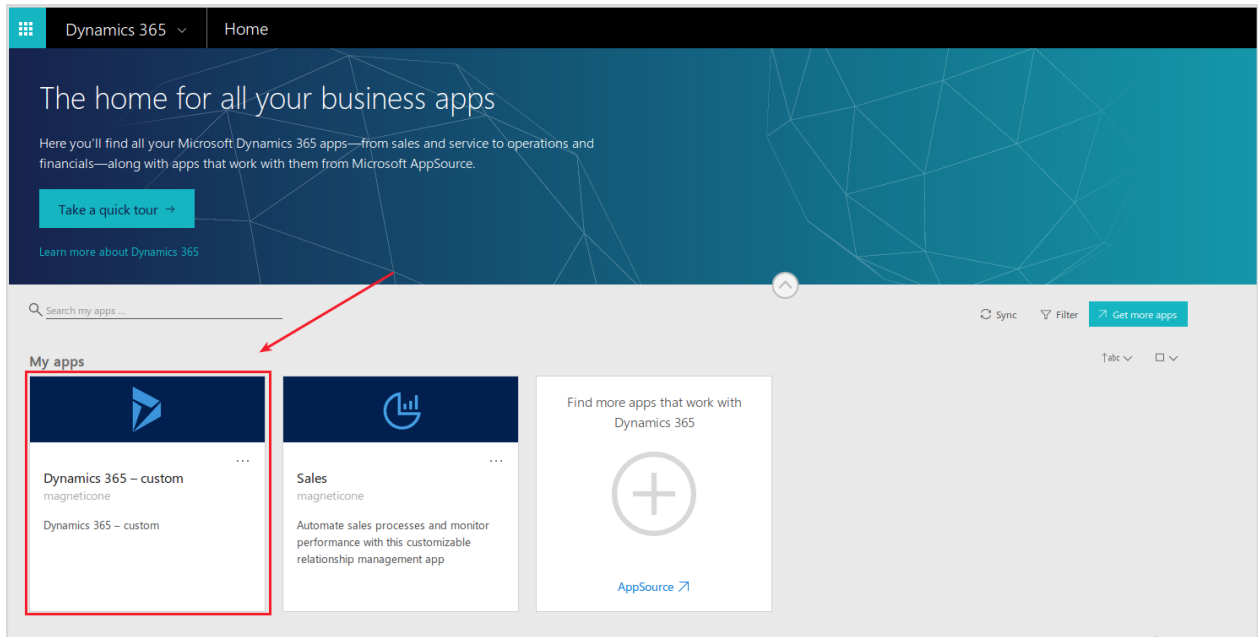 Dynamics 365
Home
The home for all your business apps
Here you'll find all your Microsoft Dynamics 365 apps—from sales and service to operations and
financials—along with apps that work with them from Microsoft AppSource.
Take a quick tour →
Learn more about Dynamics 365
Search my apps ...
Sync
Filter
Get more apps
My apps
↑abc
...
Dynamics 365 – custom
magneticone
Dynamics 365 – custom
...
Sales
magneticone
Automate sales processes and monitor
performance with this customizable
relationship management app
Find more apps that work with
Dynamics 365
AppSource